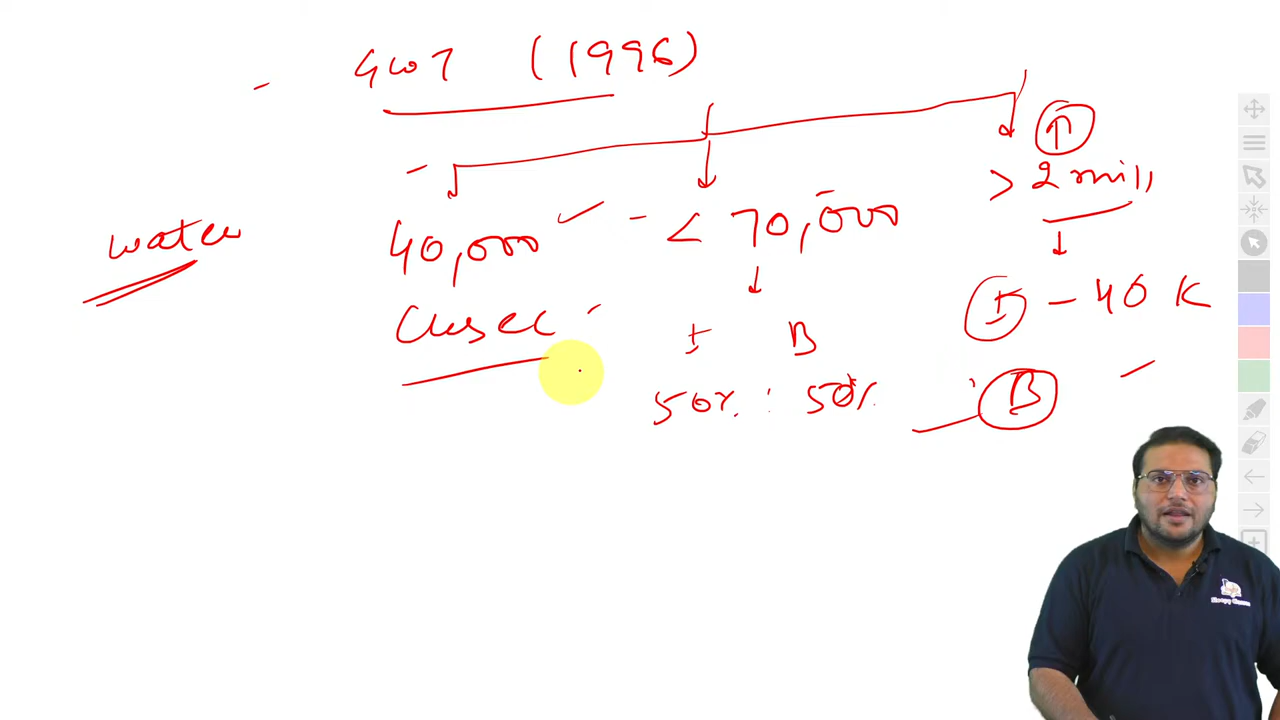 GWT (1996)
> 2 mill
water
40,000
< 70,000
Cusec
I - 40 K
I B
50% : 50%
B